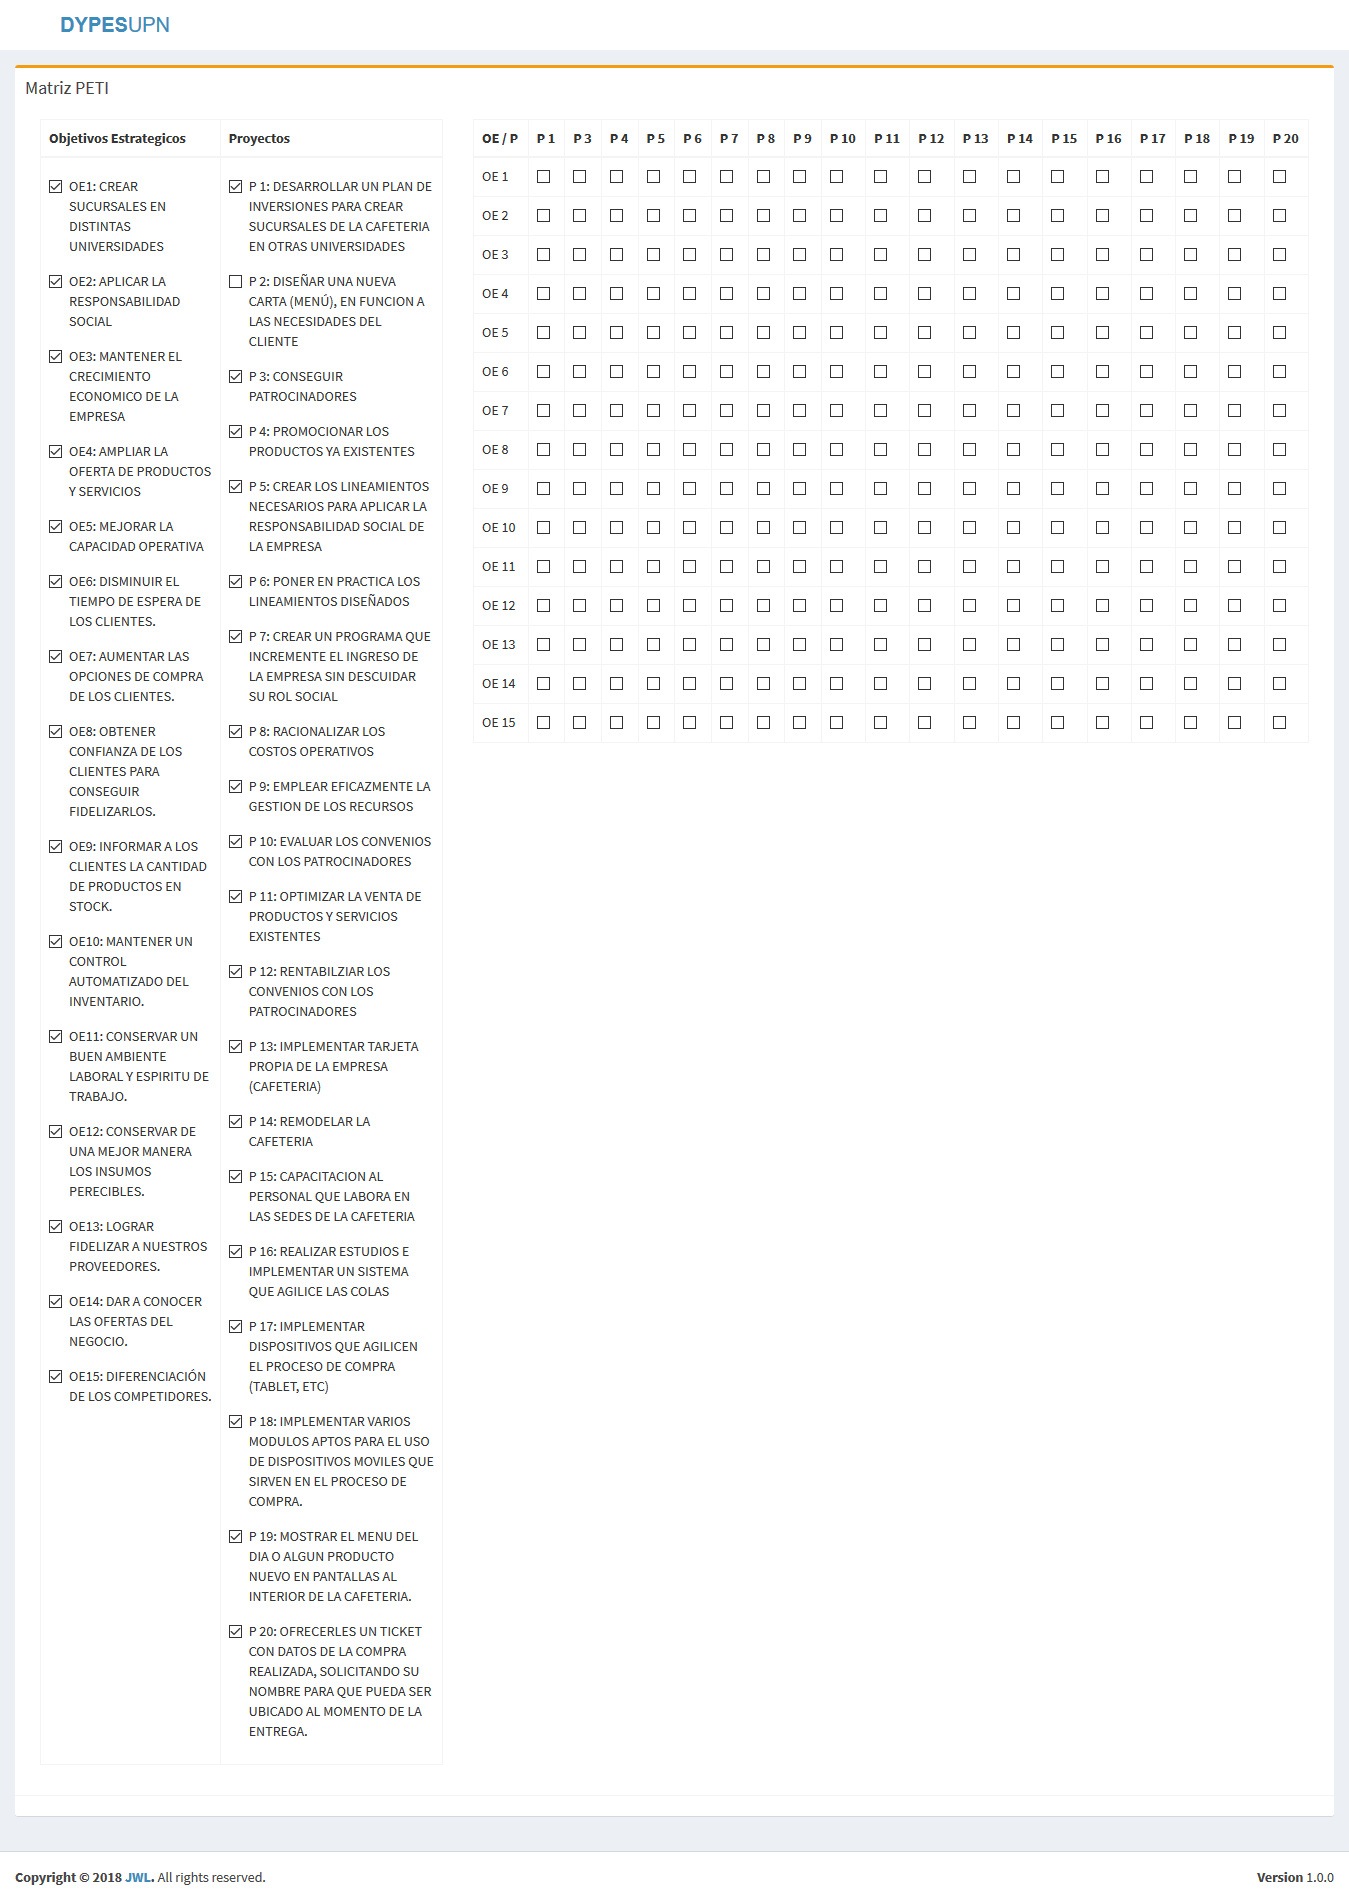 DYPESUPN
Matriz PETI
Objetivos Estrategicos
OE1: CREAR
SUCURSALES EN
DISTINTAS
UNIVERSIDADES
OE2: APLICAR LA
RESPONSABILIDAD
SOCIAL
OE3: MANTENER EL
CRECIMIENTO
ECONOMICO DE LA
EMPRESA
OE4: AMPLIAR LA
OFERTA DE PRODUCTOS
Y SERVICIOS
OE5: MEJORAR LA
CAPACIDAD OPERATIVA
OE6: DISMINUIR EL
TIEMPO DE ESPERA DE
LOS CLIENTES.
OE7: AUMENTAR LAS
OPCIONES DE COMPRA
DE LOS CLIENTES.
OE8: OBTENER
CONFIANZA DE LOS
CLIENTES PARA
CONSEGUIR
FIDELIZARLOS.
OE9: INFORMAR A LOS
CLIENTES LA CANTIDAD
DE PRODUCTOS EN
STOCK.
OE10: MANTENER UN
CONTROL
AUTOMATIZADO DEL
INVENTARIO.
OE11: CONSERVAR UN
BUEN AMBIENTE
LABORAL Y ESPIRITU DE
TRABAJO.
OE12: CONSERVAR DE
UNA MEJOR MANERA
LOS INSUMOS
PERECIBLES.
OE13: LOGRAR
FIDELIZAR A NUESTROS
PROVEEDORES.
OE14: DAR A CONOCER
LAS OFERTAS DEL
NEGOCIO.
OE15: DIFERENCIACIÓN
DE LOS COMPETIDORES.
Proyectos
P 1: DESARROLLAR UN PLAN DE
INVERSIONES PARA CREAR
SUCURSALES DE LA CAFETERIA
EN OTRAS UNIVERSIDADES
P 2: DISEÑAR UNA NUEVA
CARTA (MENÚ), EN FUNCION A
LAS NECESIDADES DEL
CLIENTE
P 3: CONSEGUIR
PATROCINADORES
P 4: PROMOCIONAR LOS
PRODUCTOS YA EXISTENTES
P 5: CREAR LOS LINEAMIENTOS
NECESARIOS PARA APLICAR LA
RESPONSABILIDAD SOCIAL DE
LA EMPRESA
P 6: PONER EN PRACTICA LOS
LINEAMIENTOS DISEÑADOS
P 7: CREAR UN PROGRAMA QUE
INCREMENTE EL INGRESO DE
LA EMPRESA SIN DESCUIDAR
SU ROL SOCIAL
P 8: RACIONALIZAR LOS
COSTOS OPERATIVOS
P 9: EMPLEAR EFICAZMENTE LA
GESTION DE LOS RECURSOS
P 10: EVALUAR LOS CONVENIOS
CON LOS PATROCINADORES
P 11: OPTIMIZAR LA VENTA DE
PRODUCTOS Y SERVICIOS
EXISTENTES
P 12: RENTABILZIAR LOS
CONVENIOS CON LOS
PATROCINADORES
P 13: IMPLEMENTAR TARJETA
PROPIA DE LA EMPRESA
(CAFETERIA)
P 14: REMODELAR LA
CAFETERIA
P 15: CAPACITACION AL
PERSONAL QUE LABORA EN
LAS SEDES DE LA CAFETERIA
P 16: REALIZAR ESTUDIOS E
IMPLEMENTAR UN SISTEMA
QUE AGILICE LAS COLAS
P 17: IMPLEMENTAR
DISPOSITIVOS QUE AGILICEN
EL PROCESO DE COMPRA
(TABLET, ETC)
P 18: IMPLEMENTAR VARIOS
MODULOS APTOS PARA EL USO
DE DISPOSITIVOS MOVILES QUE
SIRVEN EN EL PROCESO DE
COMPRA.
P 19: MOSTRAR EL MENU DEL
DIA O ALGUN PRODUCTO
NUEVO EN PANTALLAS AL
INTERIOR DE LA CAFETERIA.
P 20: OFRECERLES UN TICKET
CON DATOS DE LA COMPRA
REALIZADA, SOLICITANDO SU
NOMBRE PARA QUE PUEDA SER
UBICADO AL MOMENTO DE LA
ENTREGA.
OE / P P 1 P 3 P 4 P 5 P 6 P 7 P 8 P 9 P 10 P 11 P 12 P 13 P 14 P 15 P 16 P 17 P 18 P 19 P 20
OE 1
OE 2
OE 3
OE 4
OE 5
OE 6
OE 7
OE 8
OE 9
OE 10
OE 11
OE 12
OE 13
OE 14
OE 15
Copyright © 2018 JWL. All rights reserved.
Version 1.0.0